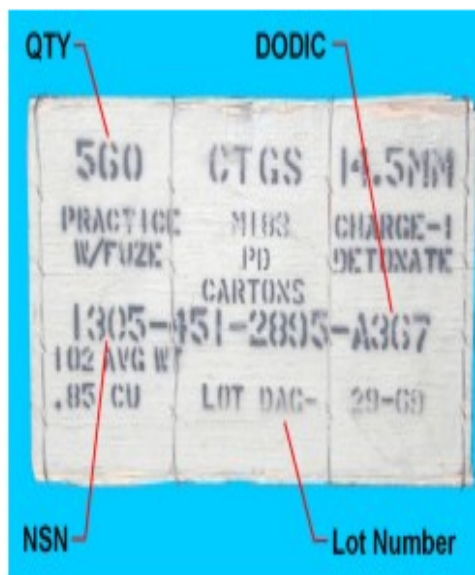 QTY DODIC
560 CTGS 14.5MM
PRACTICE M183 CHARGE-1
W/FUZE PD DETONATE
CARTONS
1305-451-2895-A367
102 AVG WT
.85 CU LOT DAC- 29-69
NSN Lot Number